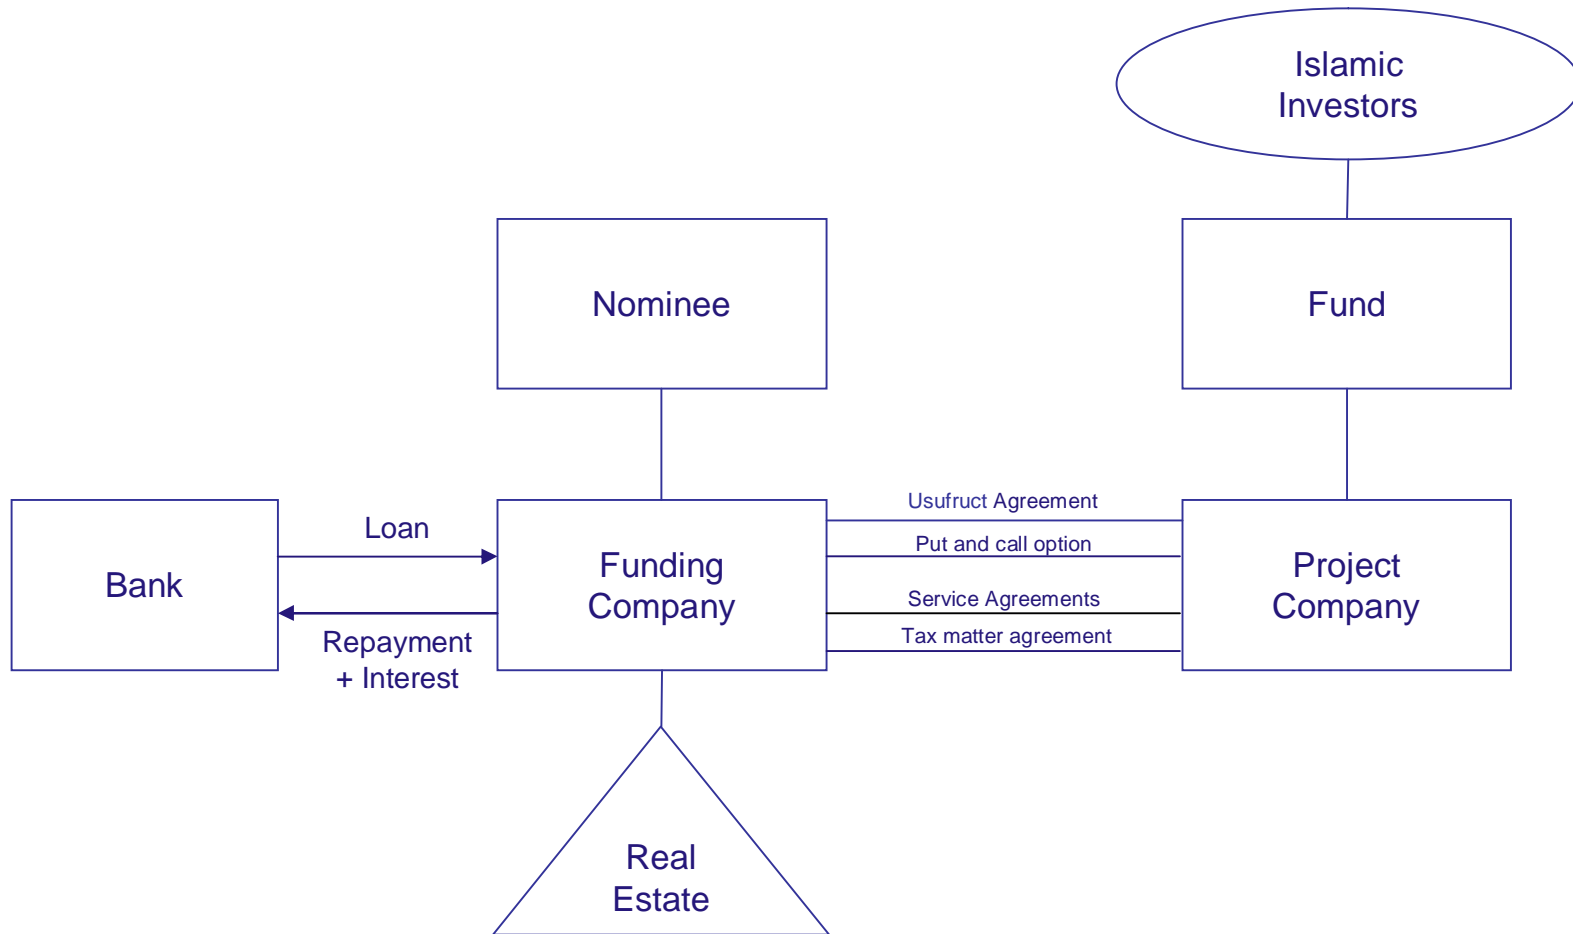 Islamic
Investors
Nominee
Fund
Usufruct Agreement
Loan
Put and call option
Bank
Funding
Company
Project
Company
Service Agreements
Repayment
+ Interest
Tax matter agreement
Real
Estate